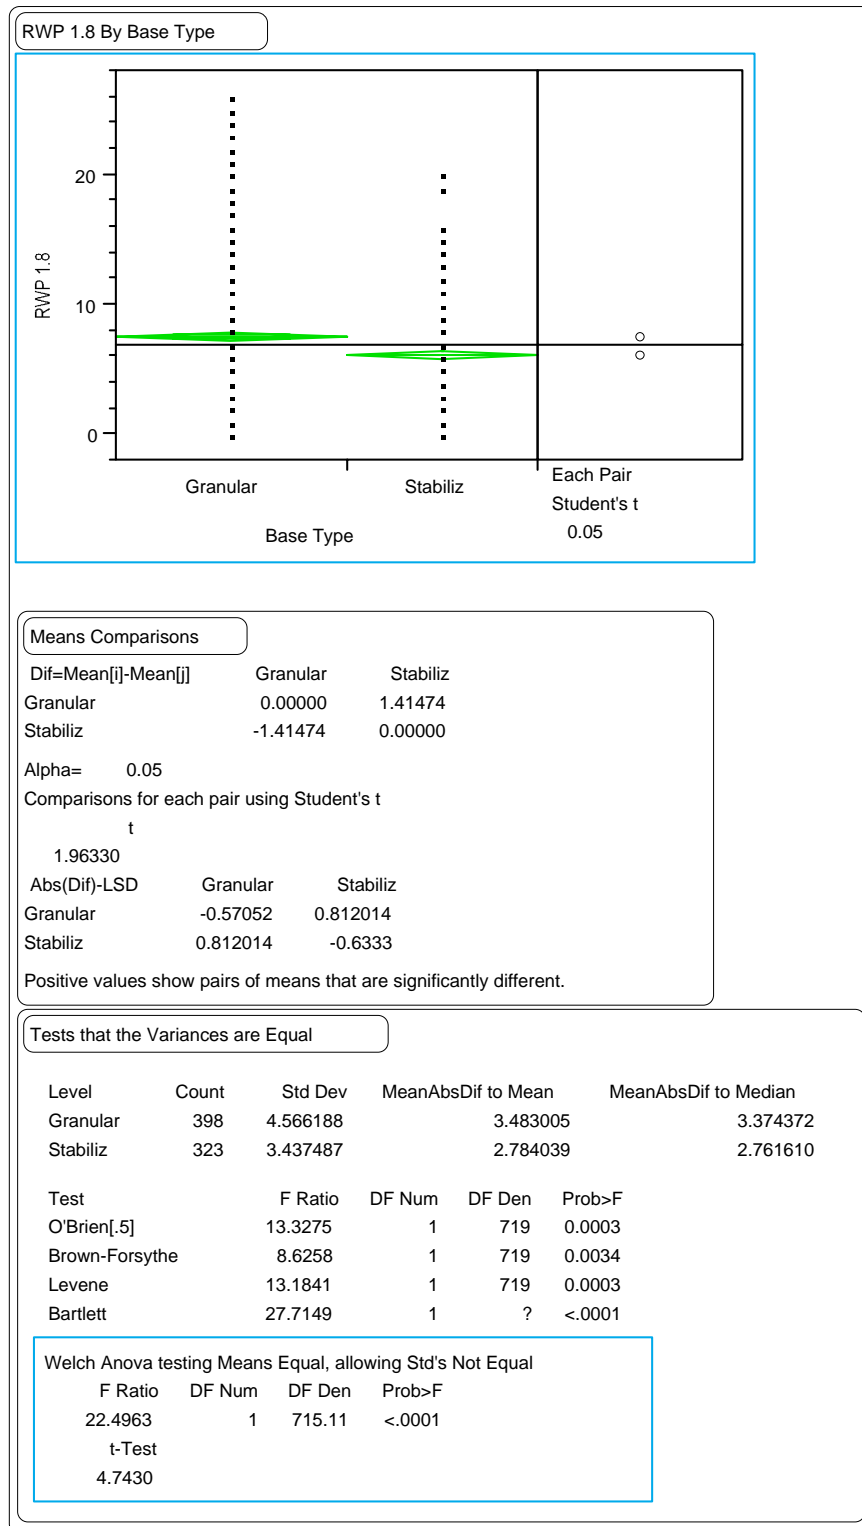 RWP 1.8 By Base Type
RWP 1.8
20
10
0
Granular Stabiliz
Base Type
Each Pair
Student's t
0.05
Means Comparisons
Dif=Mean[i]-Mean[j] Granular Stabiliz
Granular 0.00000 1.41474
Stabiliz -1.41474 0.00000
Alpha= 0.05
Comparisons for each pair using Student's t
t
1.96330
Abs(Dif)-LSD Granular Stabiliz
Granular -0.57052 0.812014
Stabiliz 0.812014 -0.6333
Positive values show pairs of means that are significantly different.
Tests that the Variances are Equal
Level Count Std Dev MeanAbsDif to Mean MeanAbsDif to Median
Granular 398 4.566188 3.483005 3.374372
Stabiliz 323 3.437487 2.784039 2.761610
Test F Ratio DF Num DF Den Prob>F
O'Brien[.5] 13.3275 1 719 0.0003
Brown-Forsythe 8.6258 1 719 0.0034
Levene 13.1841 1 719 0.0003
Bartlett 27.7149 1 ? <.0001
Welch Anova testing Means Equal, allowing Std's Not Equal
F Ratio DF Num DF Den Prob>F
22.4963 1 715.11 <.0001
t-Test
4.7430